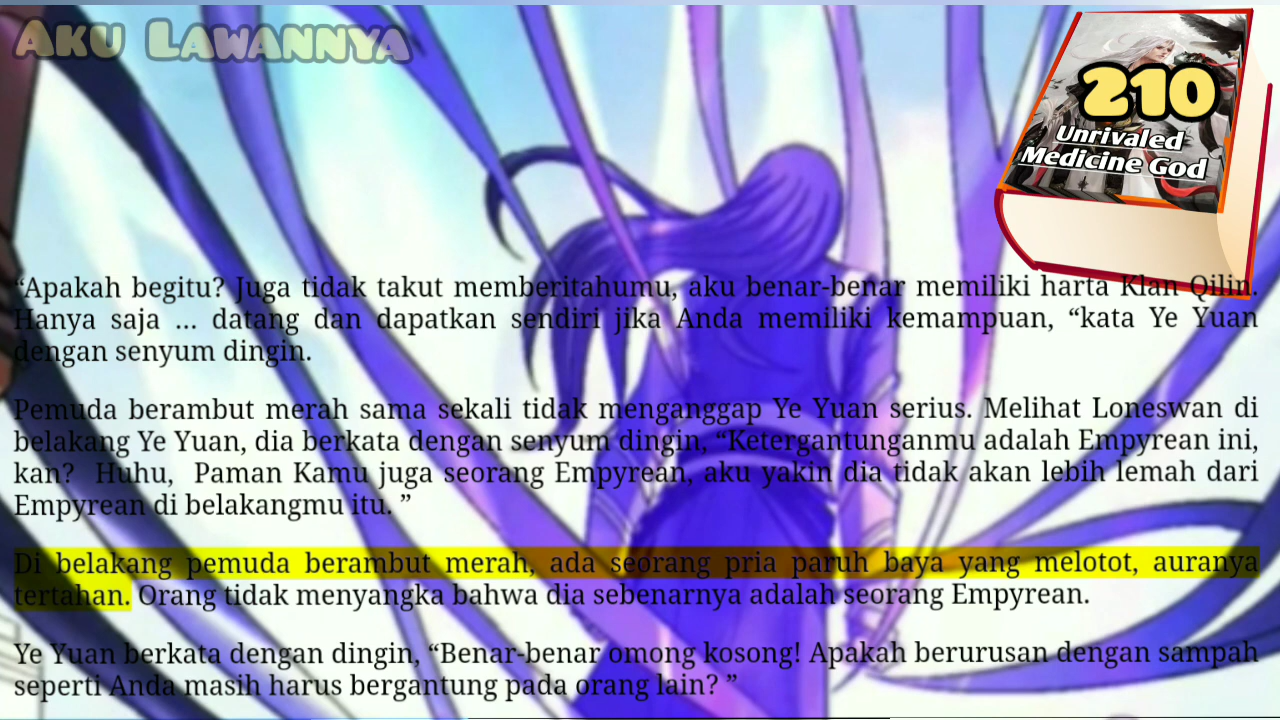 Aku Lawannya
210
Unrivaled
Medicine God
“Apakah begitu? Juga tidak takut memberitahumu, aku benar-benar memiliki harta Klan Qilin.
Hanya saja … datang dan dapatkan sendiri jika Anda memiliki kemampuan, “kata Ye Yuan
dengan senyum dingin.
Pemuda berambut merah sama sekali tidak menganggap Ye Yuan serius. Melihat Loneswan di
belakang Ye Yuan, dia berkata dengan senyum dingin, “Ketergantunganmu adalah Empyrean ini,
kan? Huhu, Paman Kamu juga seorang Empyrean, aku yakin dia tidak akan lebih lemah dari
Empyrean di belakangmu itu. ”
Di belakang pemuda berambut merah, ada seorang pria paruh baya yang melotot, auranya
tertahan. Orang tidak menyangka bahwa dia sebenarnya adalah seorang Empyrean.
Ye Yuan berkata dengan dingin, “Benar-benar omong kosong! Apakah berurusan dengan sampah
seperti Anda masih harus bergantung pada orang lain? ”